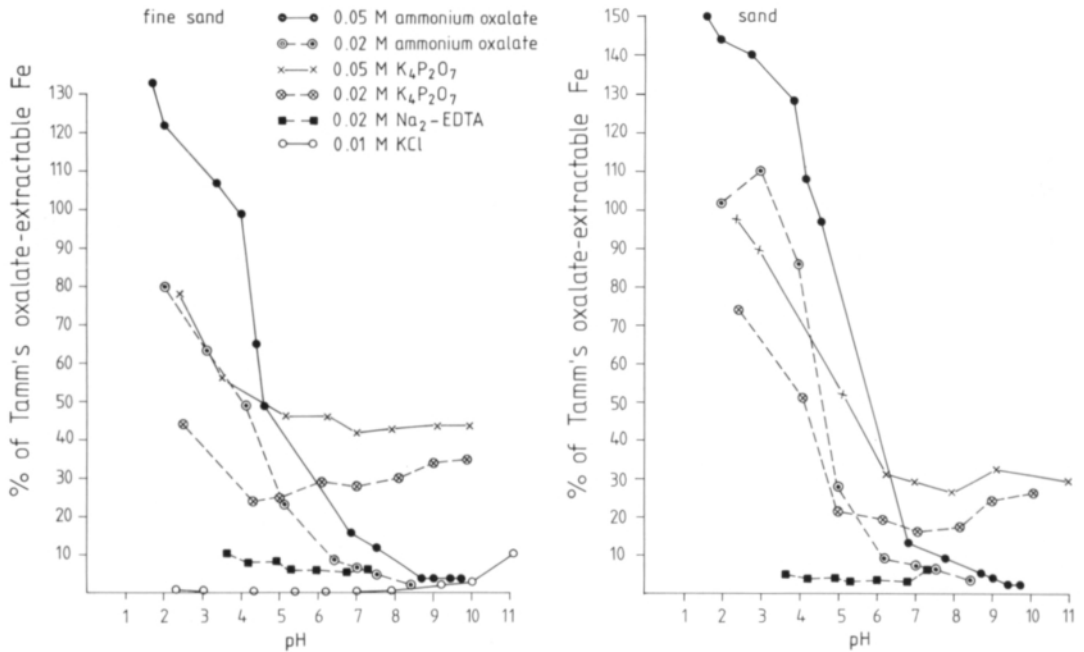 fine sand
0.05 M ammonium oxalate
0.02 M ammonium oxalate
0.05 M K₄P₂O₇
0.02 M K₄P₂O₇
0.02 M Na₂-EDTA
0.01 M KCl
% of Tamm's oxalate-extractable Fe
130
120
110
100
90
80
70
60
50
40
30
20
10
1 2 3 4 5 6 7 8 9 10 11
pH
sand
% of Tamm's oxalate-extractable Fe
150
140
130
120
110
100
90
80
70
60
50
40
30
20
10
1 2 3 4 5 6 7 8 9 10 11
pH